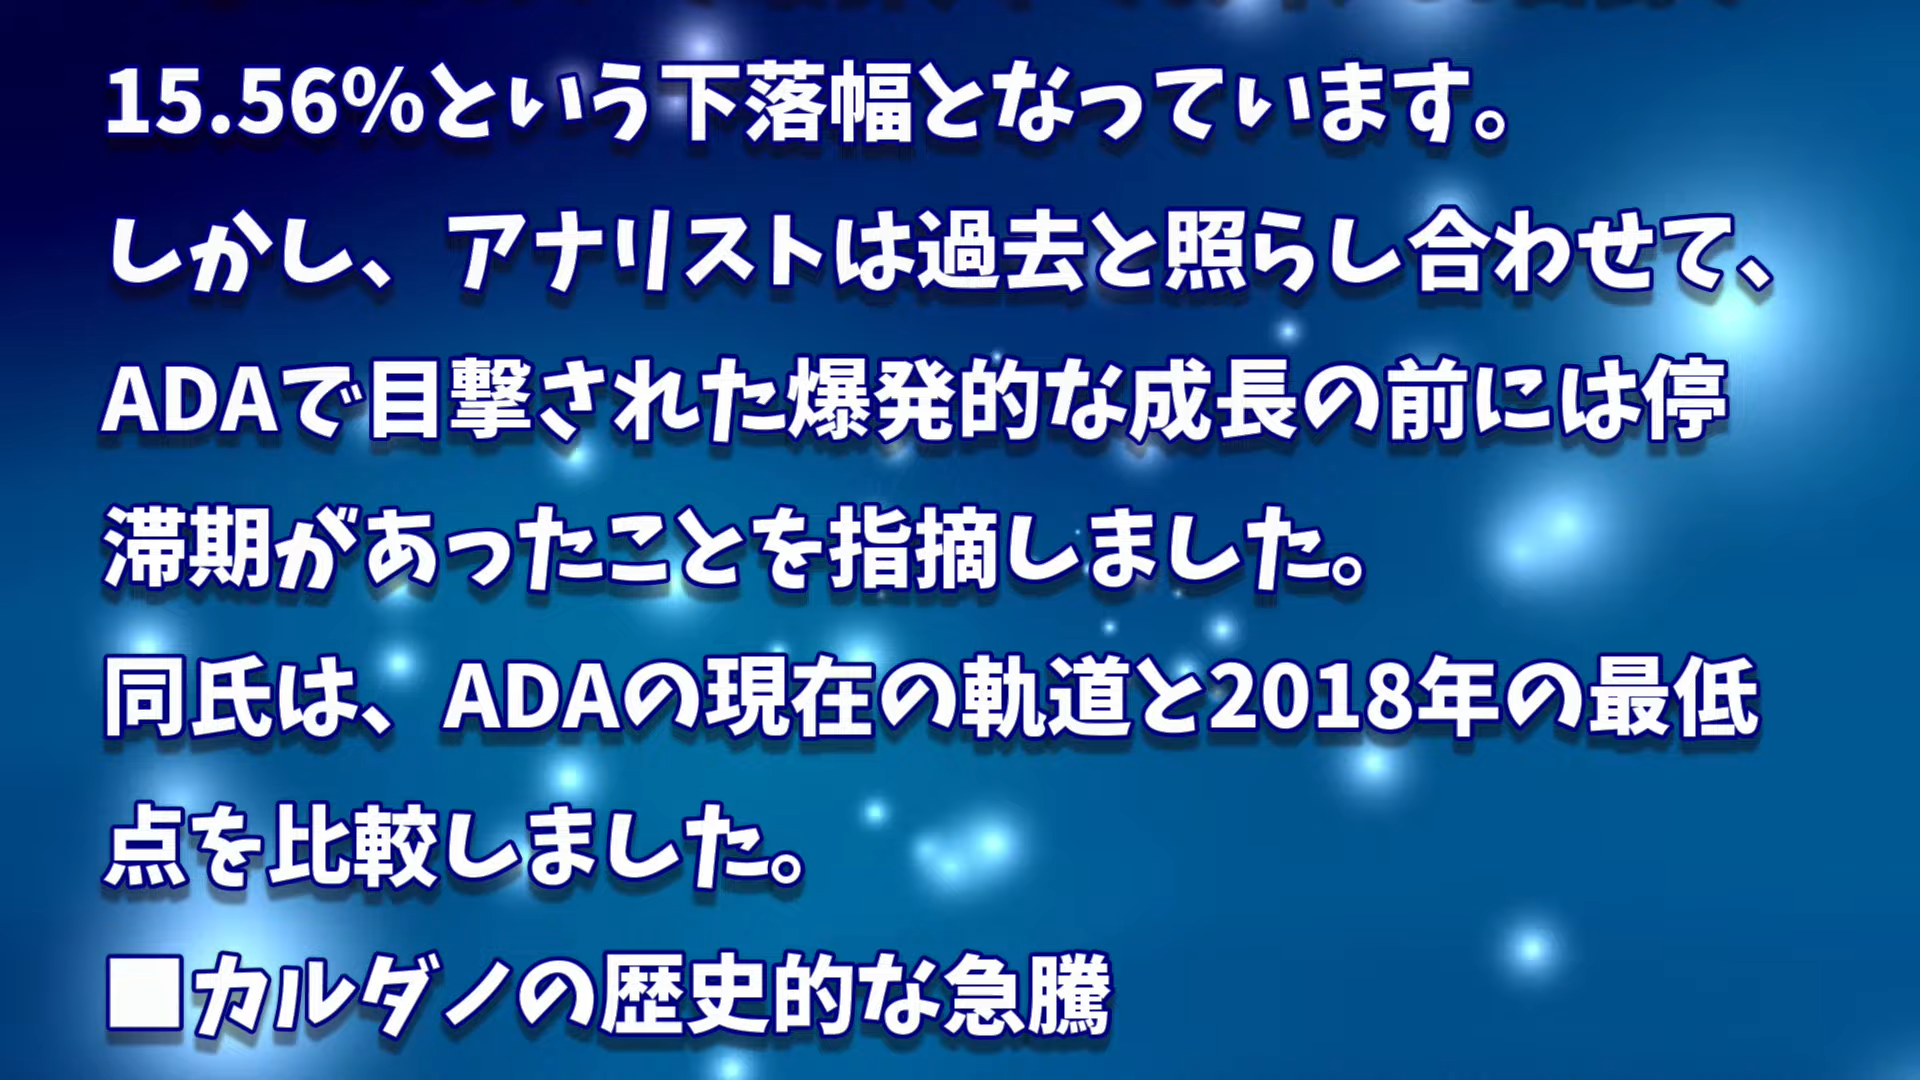 15.56%という下落幅となっています。
しかし、アナリストは過去と照らし合わせて、
ADAで目撃された爆発的な成長の前には停
滞期があったことを指摘しました。
同氏は、ADAの現在の軌道と2018年の最低
点を比較しました。
■カルダノの歴史的な急騰